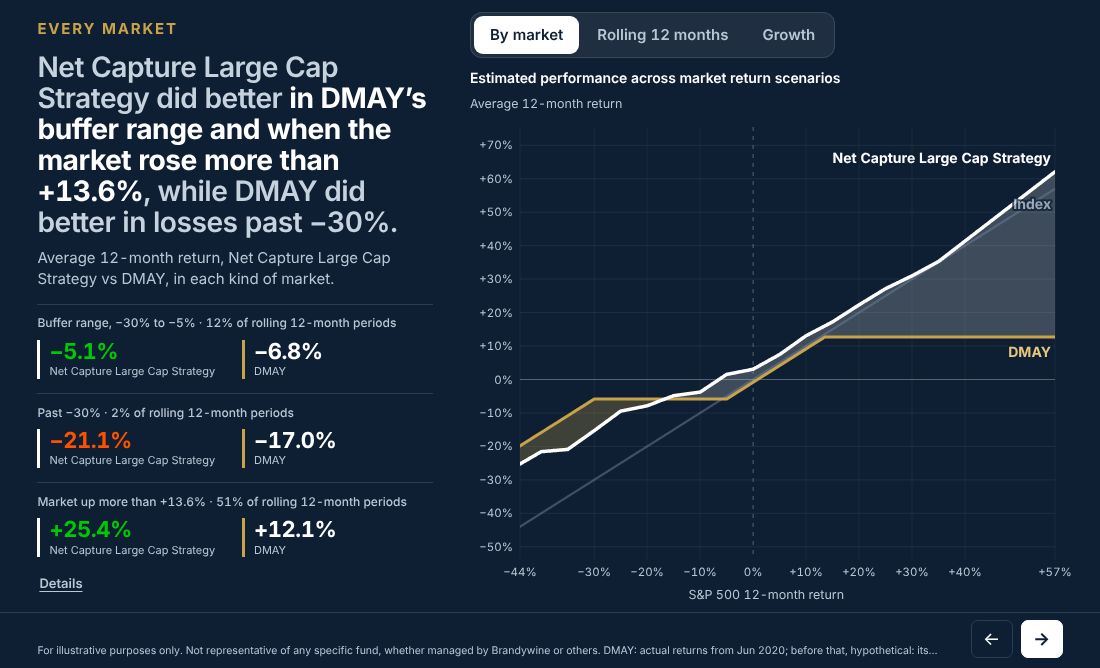 EVERY MARKET
Net Capture Large Cap
Strategy did better in DMAY’s
buffer range and when the
market rose more than
+13.6%, while DMAY did
better in losses past −30%.
Average 12-month return, Net Capture Large Cap
Strategy vs DMAY, in each kind of market.
Buffer range, −30% to −5% · 12% of rolling 12-month periods
−5.1%
Net Capture Large Cap Strategy
−6.8%
DMAY
Past −30% · 2% of rolling 12-month periods
−21.1%
Net Capture Large Cap Strategy
−17.0%
DMAY
Market up more than +13.6% · 51% of rolling 12-month periods
+25.4%
Net Capture Large Cap Strategy
+12.1%
DMAY
Details
By market
Rolling 12 months
Growth
Estimated performance across market return scenarios
Average 12-month return
+70%
+60%
+50%
+40%
+30%
+20%
+10%
0%
−10%
−20%
−30%
−40%
−50%
Net Capture Large Cap Strategy
Index
DMAY
−44%
−30%
−20%
−10%
0%
+10%
+20%
+30%
+40%
+57%
S&P 500 12-month return
For illustrative purposes only. Not representative of any specific fund, whether managed by Brandywine or others. DMAY: actual returns from Jun 2020; before that, hypothetical: its…